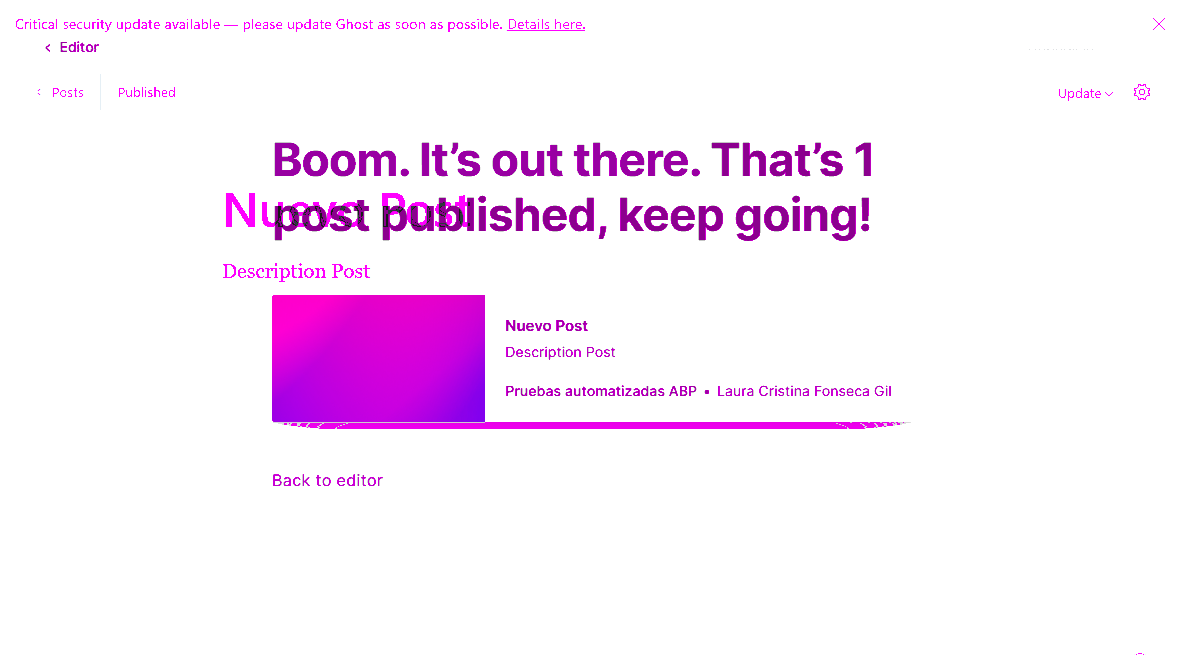 Critical security update available — please update Ghost as soon as possible. Details here.
Editor
Posts
Published
Update
Boom. It’s out there. That’s 1
Nuevo Post
post published, keep going!
Description Post
Nuevo Post
Description Post
Pruebas automatizadas ABP • Laura Cristina Fonseca Gil
Back to editor